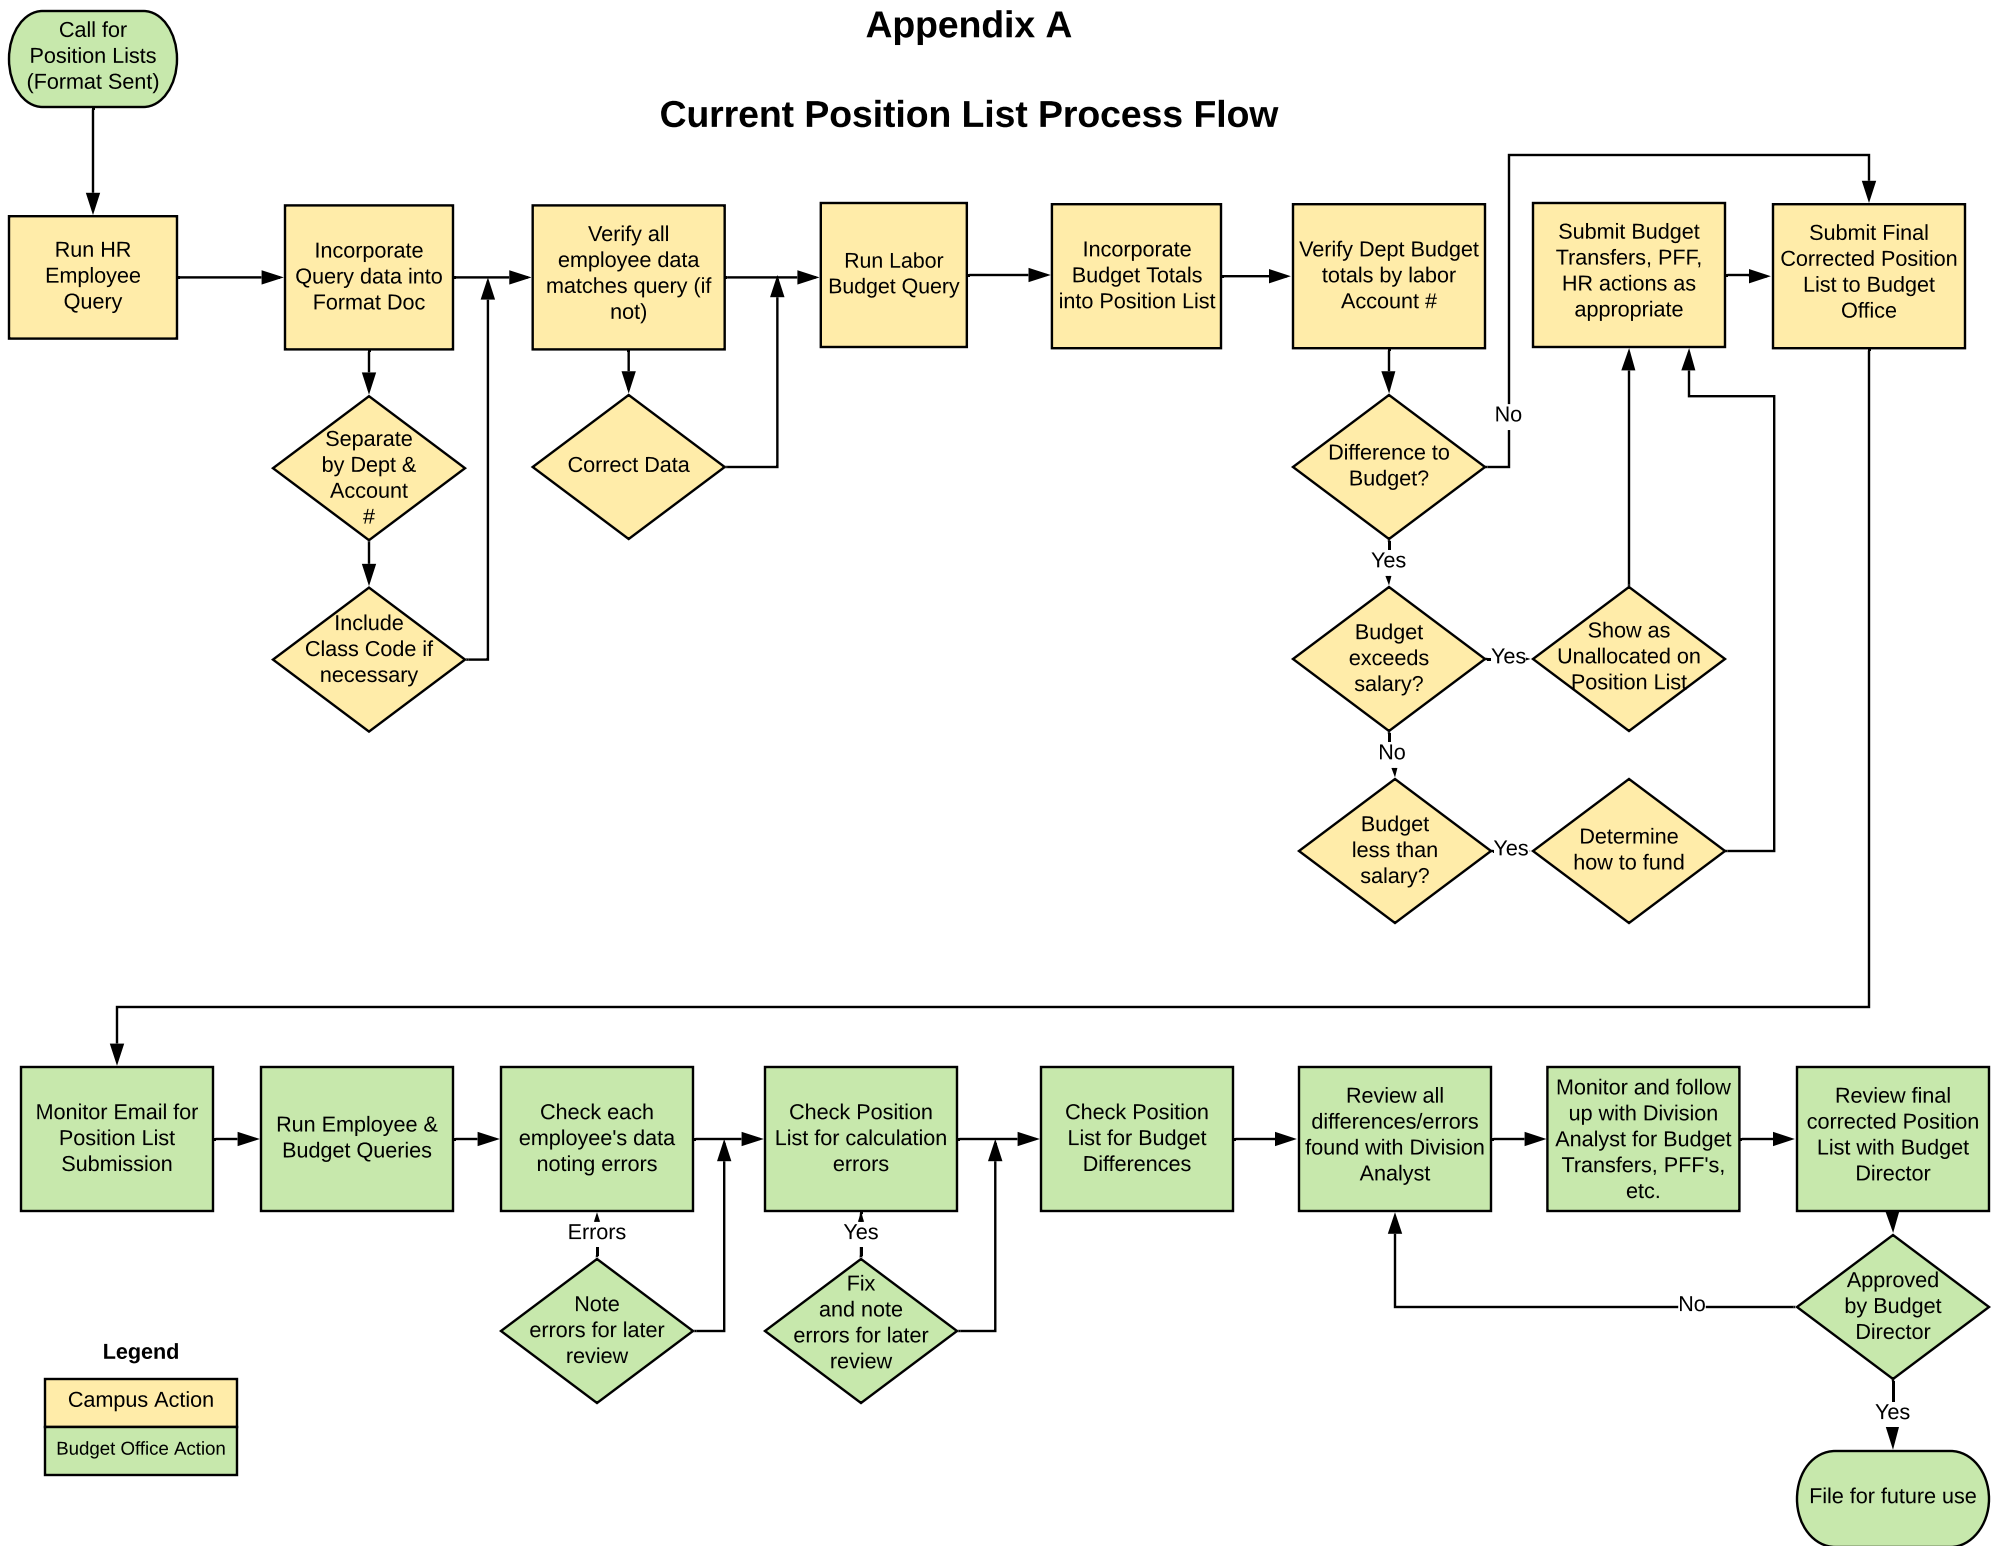 Appendix A
Current Position List Process Flow
Call for
Position Lists
(Format Sent)
Run HR
Employee
Query
Incorporate
Query data into
Format Doc
Separate
by Dept &
Account
#
Include
Class Code if
necessary
Verify all
employee data
matches query (if
not)
Correct Data
Run Labor
Budget Query
Incorporate
Budget Totals
into Position List
Verify Dept Budget
totals by labor
Account #
Difference to
Budget?
No
Yes
Budget
exceeds
salary?
Yes
Show as
Unallocated on
Position List
No
Budget
less than
salary?
Yes
Determine
how to fund
Submit Budget
Transfers, PFF,
HR actions as
appropriate
Submit Final
Corrected Position
List to Budget
Office
Monitor Email for
Position List
Submission
Run Employee &
Budget Queries
Check each
employee's data
noting errors
Errors
Note
errors for later
review
Check Position
List for calculation
errors
Yes
Fix
and note
errors for later
review
Check Position
List for Budget
Differences
Review all
differences/errors
found with Division
Analyst
Monitor and follow
up with Division
Analyst for Budget
Transfers, PFF's,
etc.
Review final
corrected Position
List with Budget
Director
Approved
by Budget
Director
No
Yes
File for future use
Legend
Campus Action
Budget Office Action